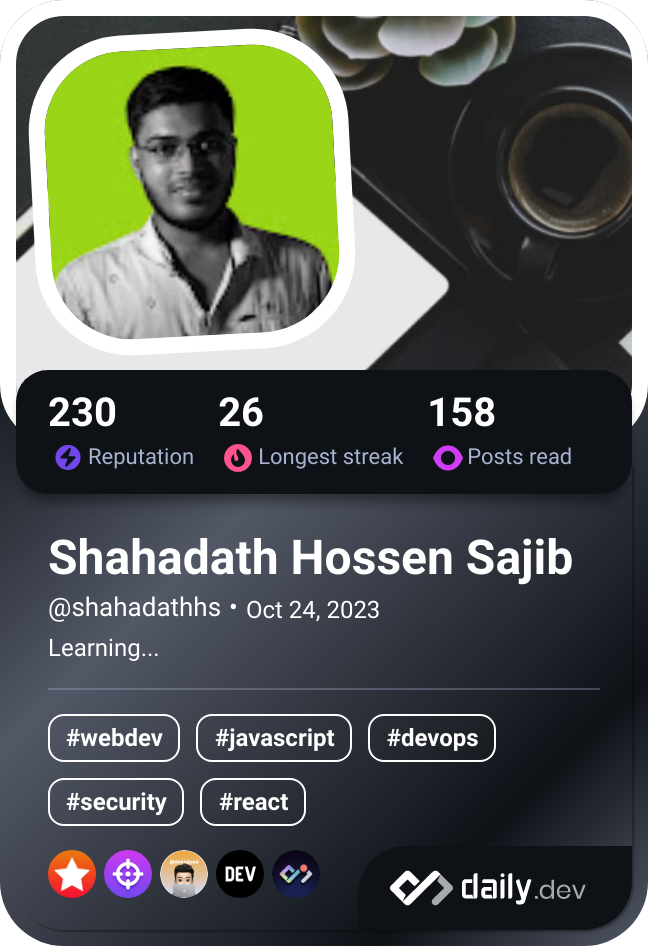 230 26 158
Reputation Longest streak Posts read
Shahadath Hossen Sajib
@shahadathhs • Oct 24, 2023
Learning...
#webdev #javascript #devops
#security #react
DEV
daily.dev